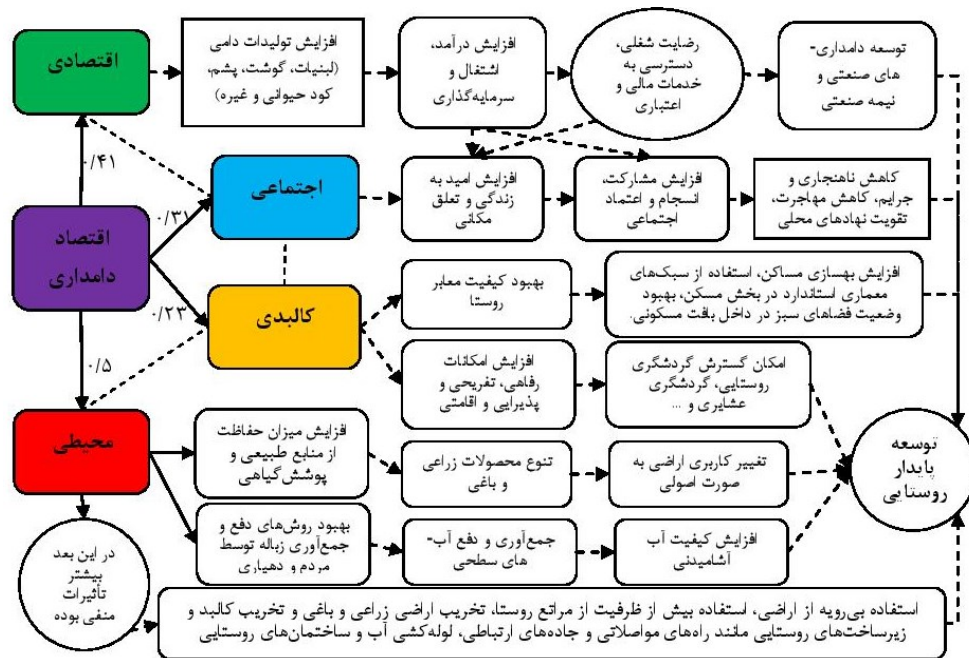 اقتصادی
افزایش تولیدات دامی
(لبنیات، گوشت، پشم،
کود حیوانی و غیره)
افزایش درآمد،
اشتغال و
سرمایه‌گذاری
رضایت شغلی،
دسترسی به
خدمات مالی و
اعتباری
توسعه دامداری-
های صنعتی و
نیمه صنعتی
۰/۴۱
اجتماعی
افزایش امید به
زندگی و تعلق
مکانی
افزایش مشارکت،
انسجام و اعتماد
اجتماعی
کاهش ناهنجاری و
جرایم، کاهش مهاجرت،
تقویت نهادهای محلی
۰/۳۱
اقتصاد
دامداری
۰/۲۳
کالبدی
بهبود کیفیت معابر
روستا
افزایش بهسازی مساکن، استفاده از سبک‌های
معماری استاندارد در بخش مسکن، بهبود
وضعیت فضاهای سبز در داخل بافت مسکونی.
افزایش امکانات
رفاهی، تفریحی و
پذیرایی و اقامتی
امکان گسترش گردشگری
روستایی، گردشگری
عشایری و ...
۰/۵
محیطی
افزایش میزان حفاظت
از منابع طبیعی و
پوشش‌گیاهی
تنوع محصولات زراعی
و باغی
تغییر کاربری اراضی به
صورت اصولی
توسعه
پایدار
روستایی
بهبود روش‌های دفع و
جمع‌آوری زباله توسط
مردم و دهیاری
جمع‌آوری و دفع آب-
های سطحی
افزایش کیفیت آب
آشامیدنی
در این بعد
بیشتر
تأثیرات
منفی بوده
استفاده بی‌رویه از اراضی، استفاده بیش از ظرفیت از مراتع روستا، تخریب اراضی زراعی و باغی و تخریب کالبد و
زیرساخت‌های روستایی مانند راه‌های مواصلاتی و جاده‌های ارتباطی، لوله‌کشی آب و ساختمان‌های روستایی